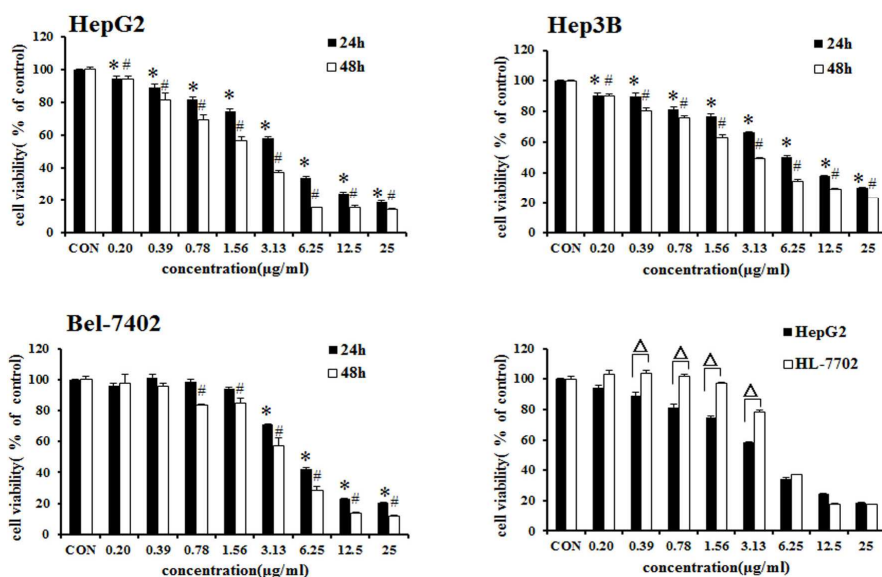 HepG2
120
100
80
60
40
20
0
cell viability( % of control)
24h
48h
* # * # * # * # * # * # * # * #
CON 0.20 0.39 0.78 1.56 3.13 6.25 12.5 25
concentration(μg/ml)
Hep3B
120
100
80
60
40
20
0
cell viability( % of control)
24h
48h
* # * # * # * # * # * # * # * #
CON 0.20 0.39 0.78 1.56 3.13 6.25 12.5 25
concentration(μg/ml)
Bel-7402
120
100
80
60
40
20
0
cell viability( % of control)
24h
48h
# # * # * # * # * #
CON 0.20 0.39 0.78 1.56 3.13 6.25 12.5 25
concentration(μg/ml)
120
100
80
60
40
20
0
cell viability( % of control)
HepG2
HL-7702
Δ Δ Δ Δ
CON 0.20 0.39 0.78 1.56 3.13 6.25 12.5 25
concentration(μg/ml)